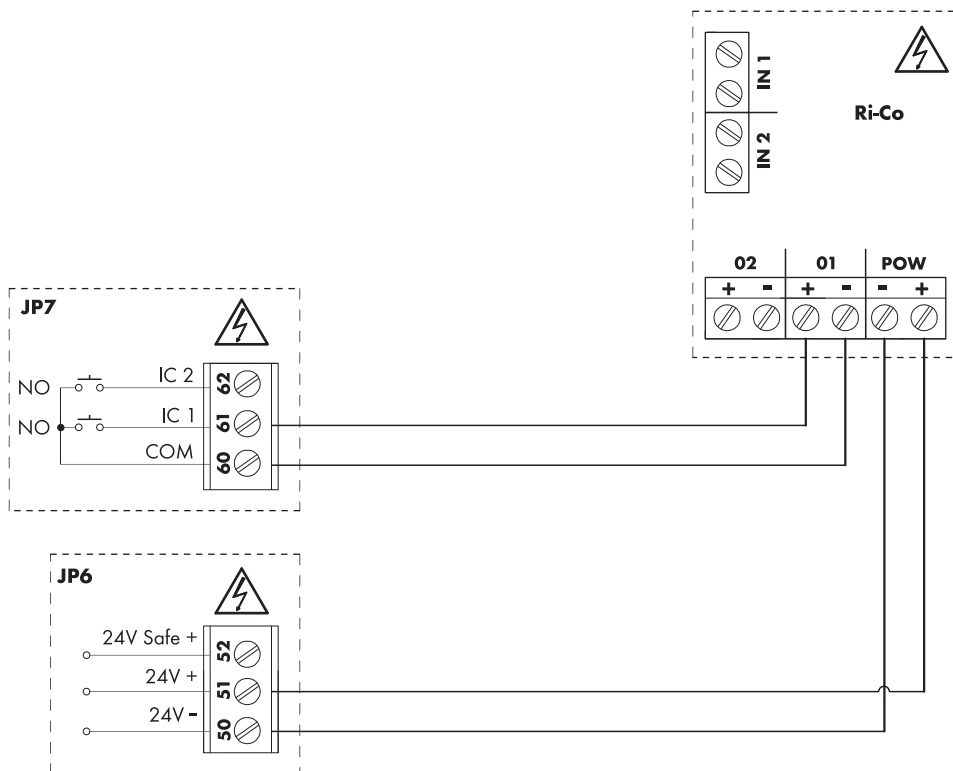 IN 1
Ri-Co
IN 2
02 01 POW
+ - + - - +
JP7
NO IC 2 62
NO IC 1 61
COM 60
JP6
24V Safe + 52
24V + 51
24V - 50